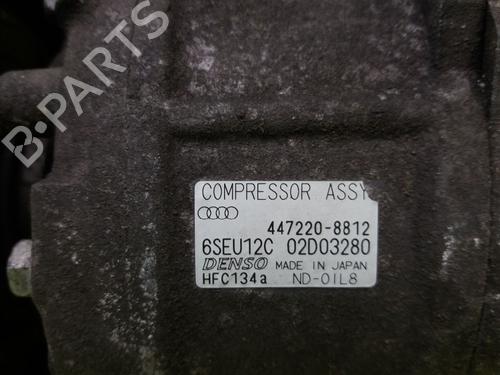 B-PARTS
COMPRESSOR ASSY
447220-8812
6SEU12C 02D03280
DENSO MADE IN JAPAN
HFC134a ND-OIL8